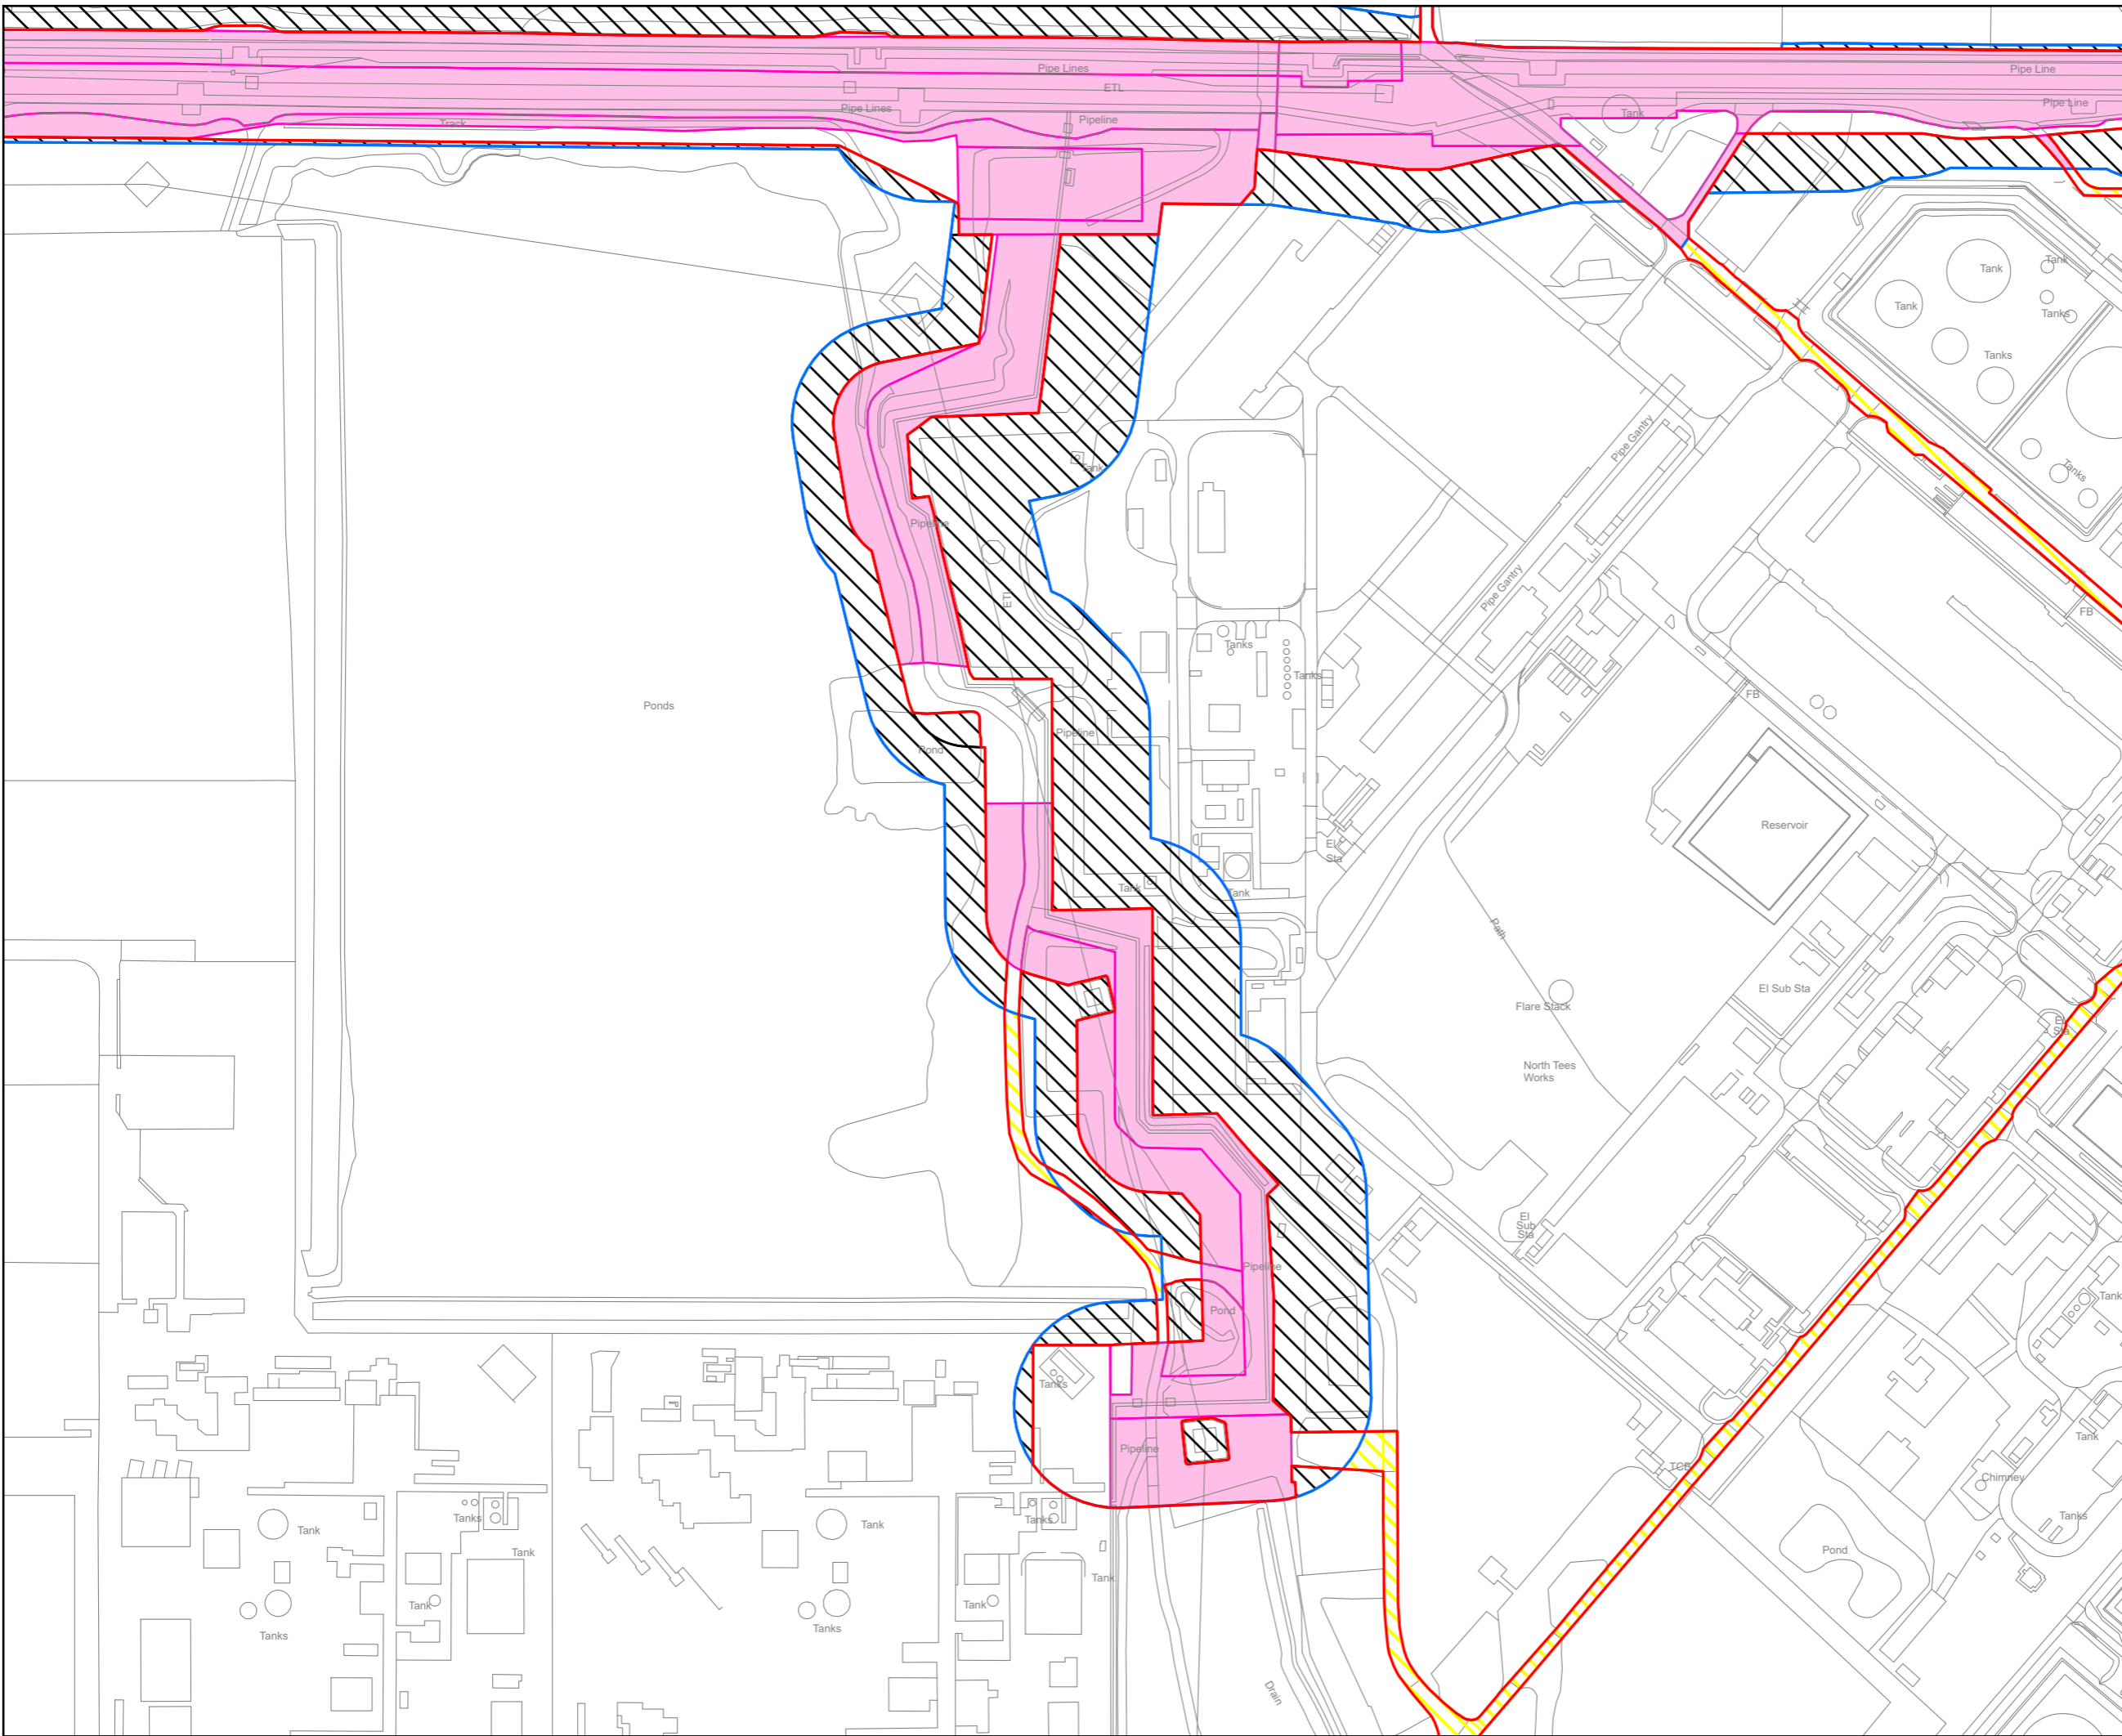 Pipe Lines
Pipe Line
ETL
Pipe Line
Pipe Lines
Tank
Pipeline
Track
Tank
Tank
Tank
Tanks
Tanks
Pipe Gantry
Tank
Tanks
Pipeline
Pipe Gantry
ETL
FB
Tanks
Tanks
FB
Ponds
Pipeline
Pond
Reservoir
El
Sta
Tank
Tank
Path
El Sub Sta
Flare Stack
El
Sta
North Tees
Works
El
Sub
Sta
Pipeline
Tank
Pond
Tanks
Tank
Pipeline
TCB
Chimney
Tanks
Tanks
Tanks
Tank
Tank
Tank
Pond
Tank
Tank
Tank
Tanks
Tanks
Drain